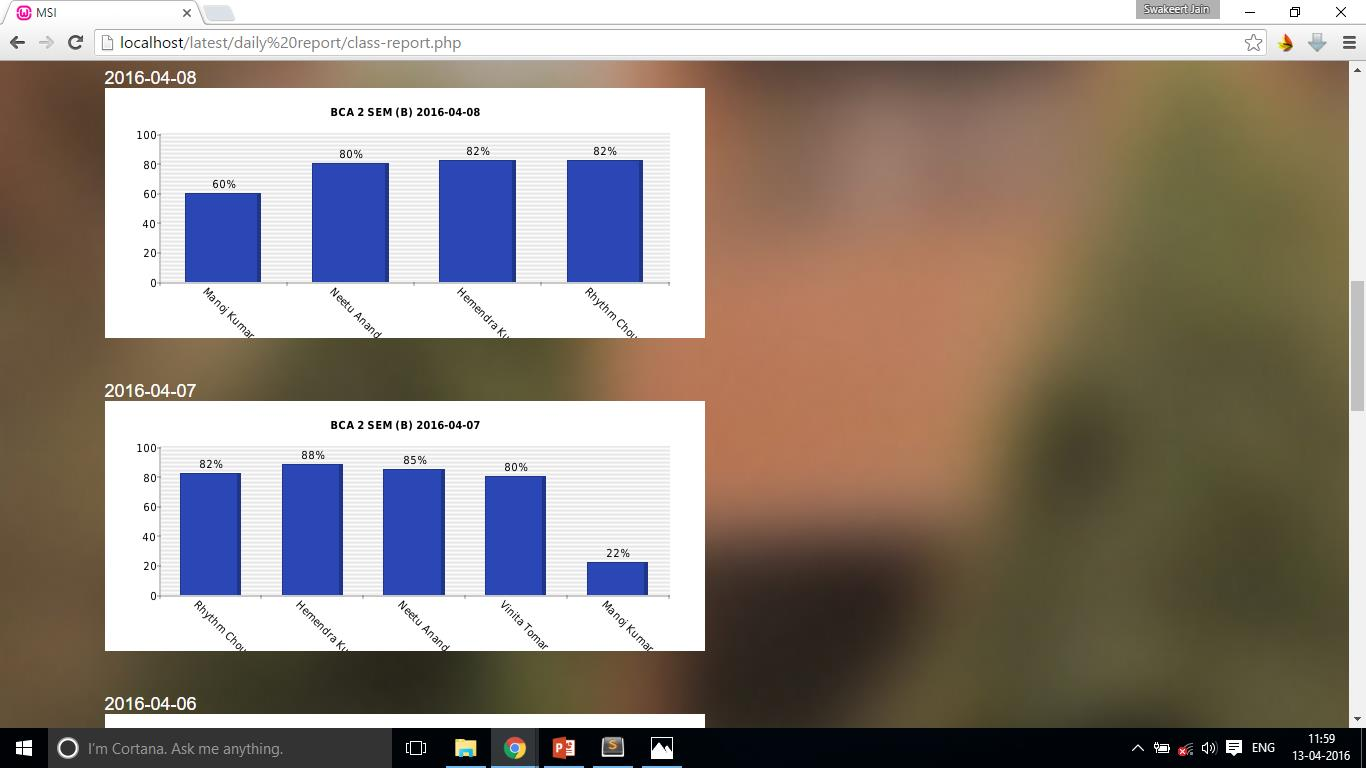 MSI
Swakeert Jain
localhost/latest/daily%20report/class-report.php
2016-04-08
BCA 2 SEM (B) 2016-04-08
100
80
60
40
20
0
60%
80%
82%
82%
Manoj Kumar
Neetu Anand
Hemendra Ku
Rhythm Chou
2016-04-07
BCA 2 SEM (B) 2016-04-07
100
80
60
40
20
0
82%
88%
85%
80%
22%
Rhythm Chou
Hemendra Ku
Neetu Anand
Vinita Tomar
Manoj Kumar
2016-04-06
I'm Cortana. Ask me anything.
ENG
11:59
13-04-2016